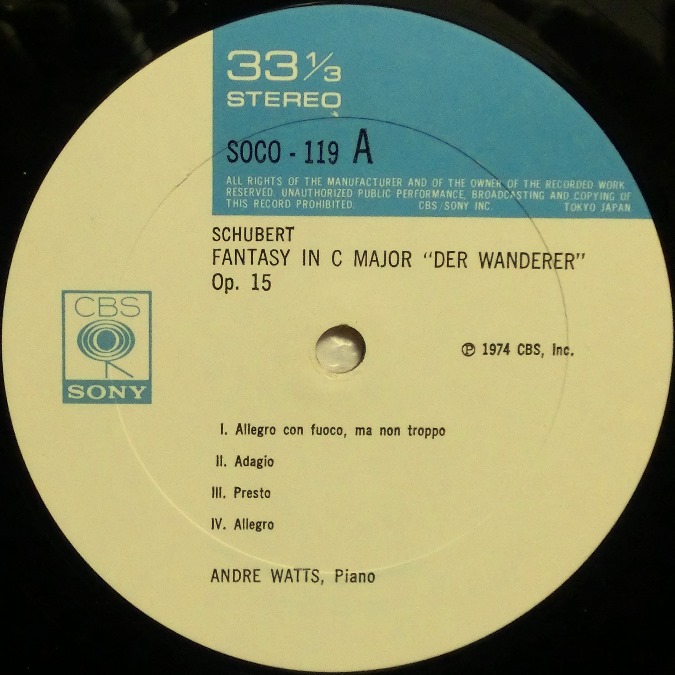 33 1/3
STEREO
SOCO - 119 A
ALL RIGHTS OF THE MANUFACTURER AND OF THE OWNER OF THE RECORDED WORK
RESERVED. UNAUTHORIZED PUBLIC PERFORMANCE, BROADCASTING AND COPYING OF
THIS RECORD PROHIBITED. CBS/SONY INC. TOKYO JAPAN
SCHUBERT
FANTASY IN C MAJOR “DER WANDERER”
Op. 15
CBS
SONY
℗ 1974 CBS, Inc.
I. Allegro con fuoco, ma non troppo
II. Adagio
III. Presto
IV. Allegro
ANDRE WATTS, Piano